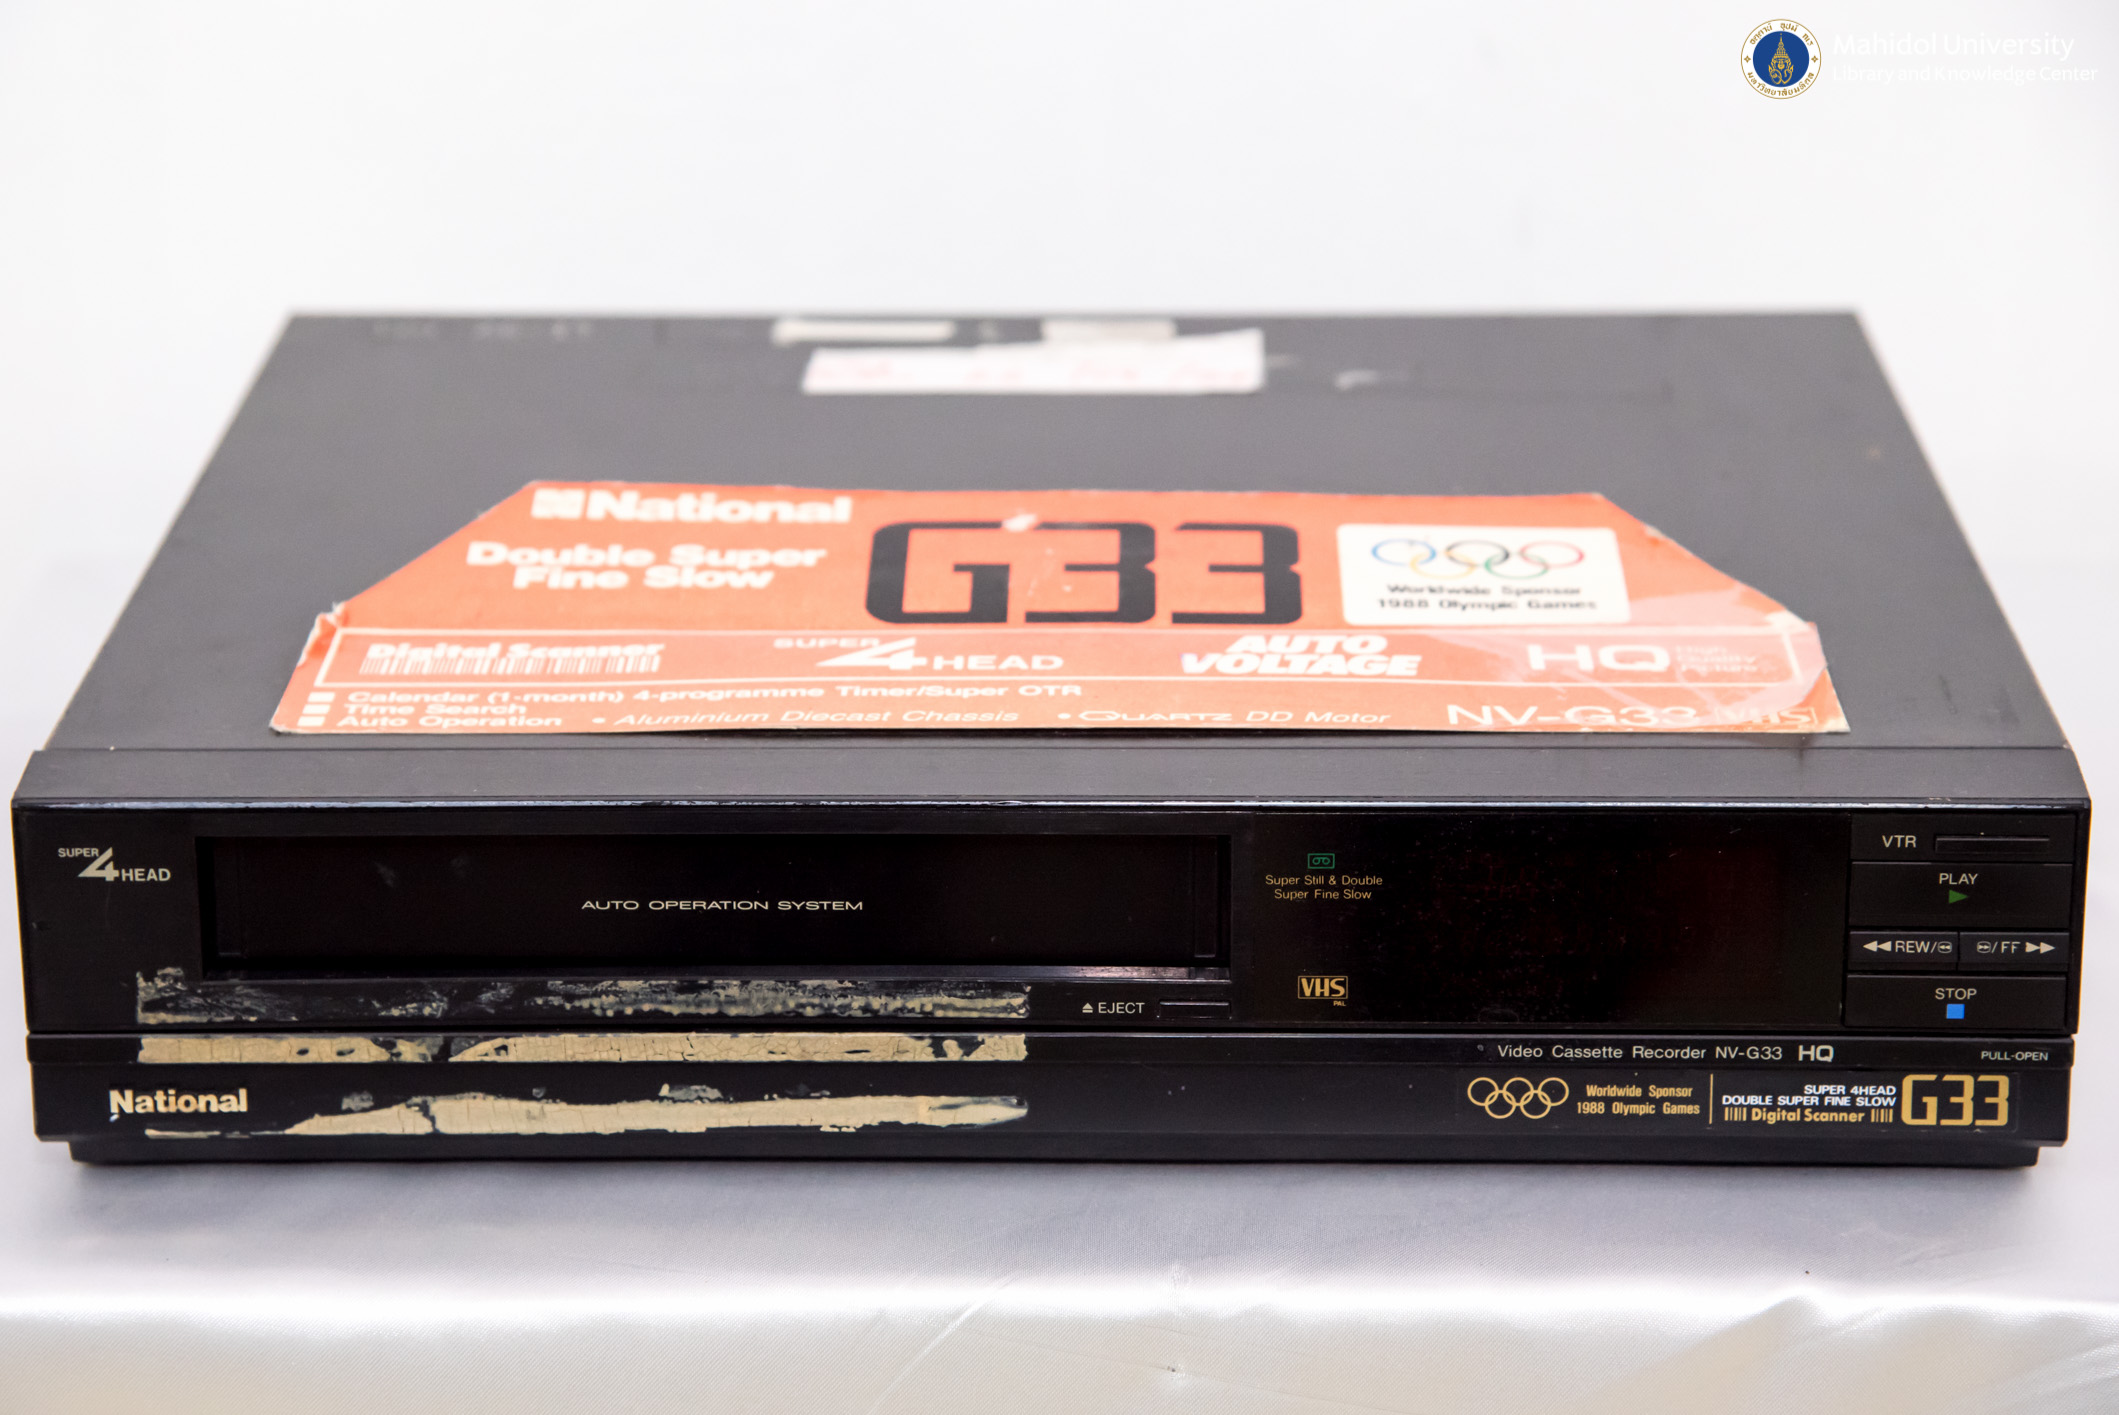 Mahidol University
Library and Knowledge Center
National
Double Super
Fine Slow
G33
Worldwide Sponsor
1988 Olympic Games
Digital Scanner
SUPER 4 HEAD
AUTO
VOLTAGE
HQ High
Quality
Picture
Calendar (1-month) 4-programme Timer/Super OTR
Time Search
Auto Operation • Aluminium Diecast Chassis • QUARTZ DD Motor
NV-G33 VHS
SUPER 4 HEAD
AUTO OPERATION SYSTEM
Super Still & Double
Super Fine Slow
VHS
PAL
EJECT
VTR
PLAY
REW/ /FF
STOP
Video Cassette Recorder NV-G33 HQ
PULL-OPEN
National
Worldwide Sponsor
1988 Olympic Games
SUPER 4HEAD
DOUBLE SUPER FINE SLOW
Digital Scanner
G33